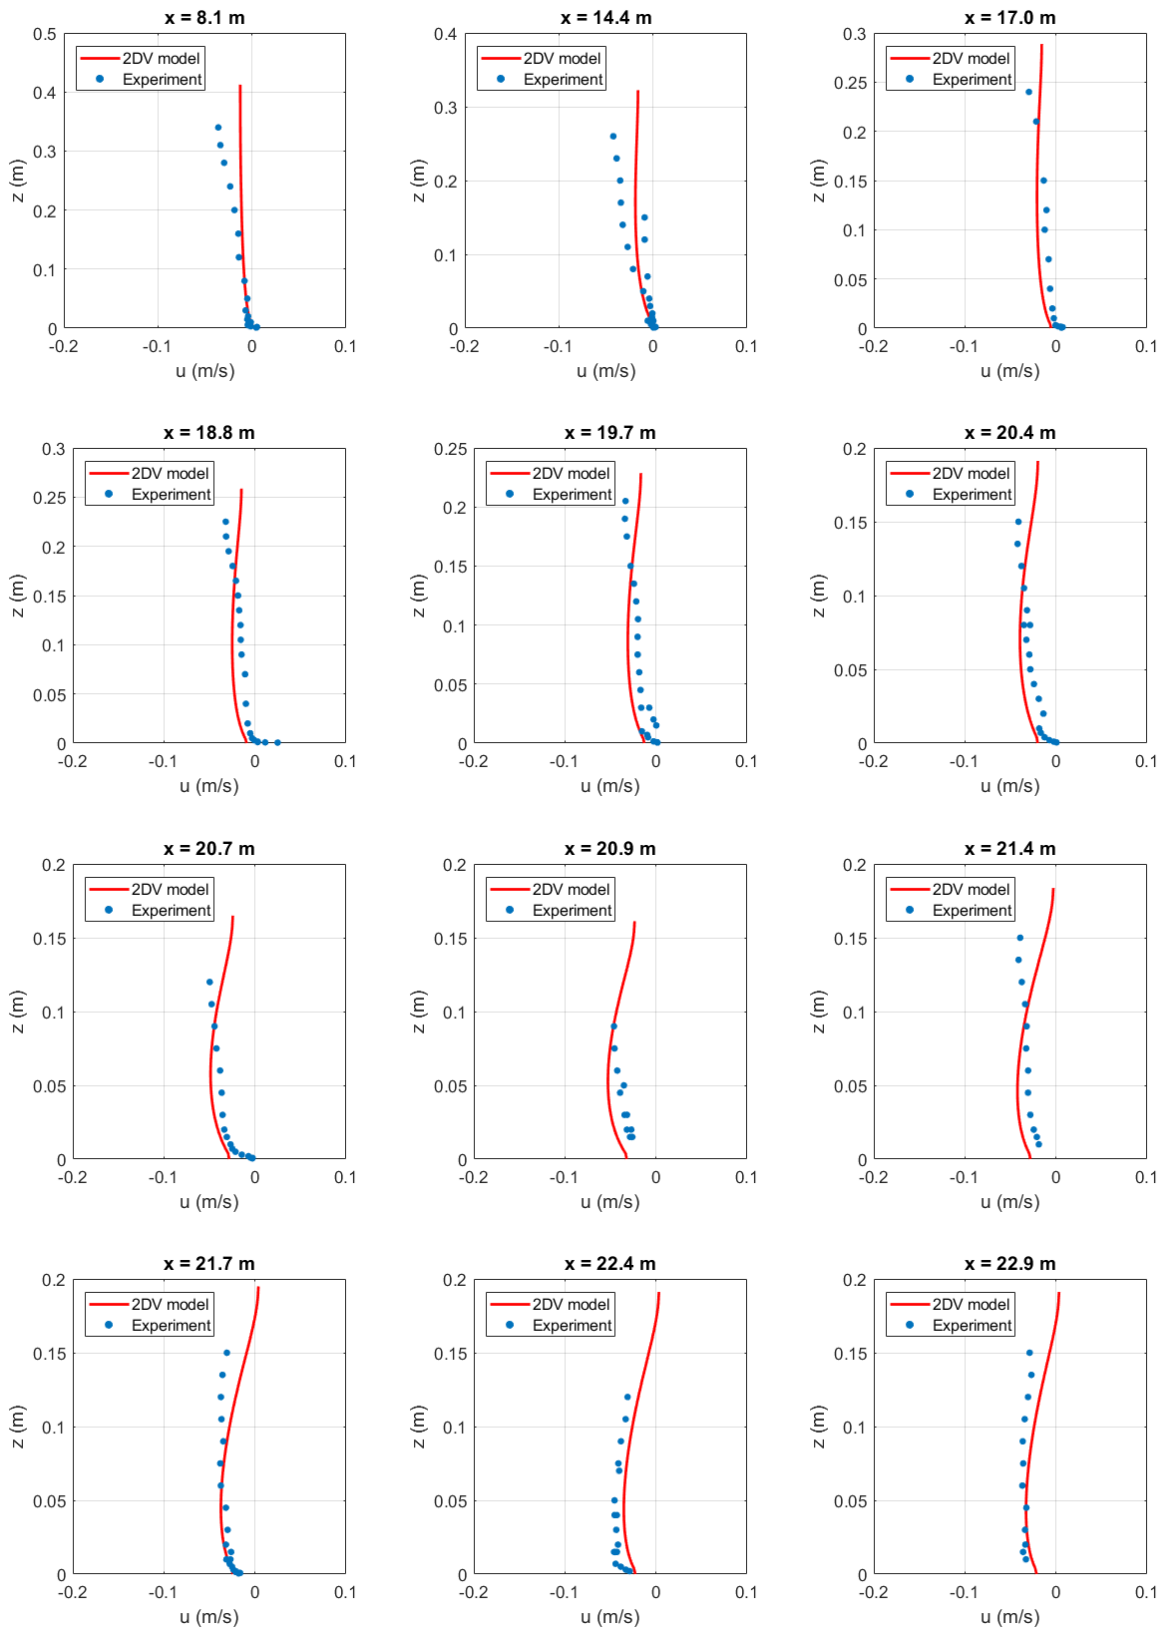 x = 8.1 m
0.5
0.4
0.3
0.2
0.1
0
z (m)
2DV model
Experiment
-0.2
-0.1
0
0.1
u (m/s)
x = 14.4 m
0.4
0.3
0.2
0.1
0
z (m)
2DV model
Experiment
-0.2
-0.1
0
0.1
u (m/s)
x = 17.0 m
0.3
0.25
0.2
0.15
0.1
0.05
0
z (m)
2DV model
Experiment
-0.2
-0.1
0
0.1
u (m/s)
x = 18.8 m
0.3
0.25
0.2
0.15
0.1
0.05
0
z (m)
2DV model
Experiment
-0.2
-0.1
0
0.1
u (m/s)
x = 19.7 m
0.25
0.2
0.15
0.1
0.05
0
z (m)
2DV model
Experiment
-0.2
-0.1
0
0.1
u (m/s)
x = 20.4 m
0.2
0.15
0.1
0.05
0
z (m)
2DV model
Experiment
-0.2
-0.1
0
0.1
u (m/s)
x = 20.7 m
0.2
0.15
0.1
0.05
0
z (m)
2DV model
Experiment
-0.2
-0.1
0
0.1
u (m/s)
x = 20.9 m
0.2
0.15
0.1
0.05
0
z (m)
2DV model
Experiment
-0.2
-0.1
0
0.1
u (m/s)
x = 21.4 m
0.2
0.15
0.1
0.05
0
z (m)
2DV model
Experiment
-0.2
-0.1
0
0.1
u (m/s)
x = 21.7 m
0.2
0.15
0.1
0.05
0
z (m)
2DV model
Experiment
-0.2
-0.1
0
0.1
u (m/s)
x = 22.4 m
0.2
0.15
0.1
0.05
0
z (m)
2DV model
Experiment
-0.2
-0.1
0
0.1
u (m/s)
x = 22.9 m
0.2
0.15
0.1
0.05
0
z (m)
2DV model
Experiment
-0.2
-0.1
0
0.1
u (m/s)